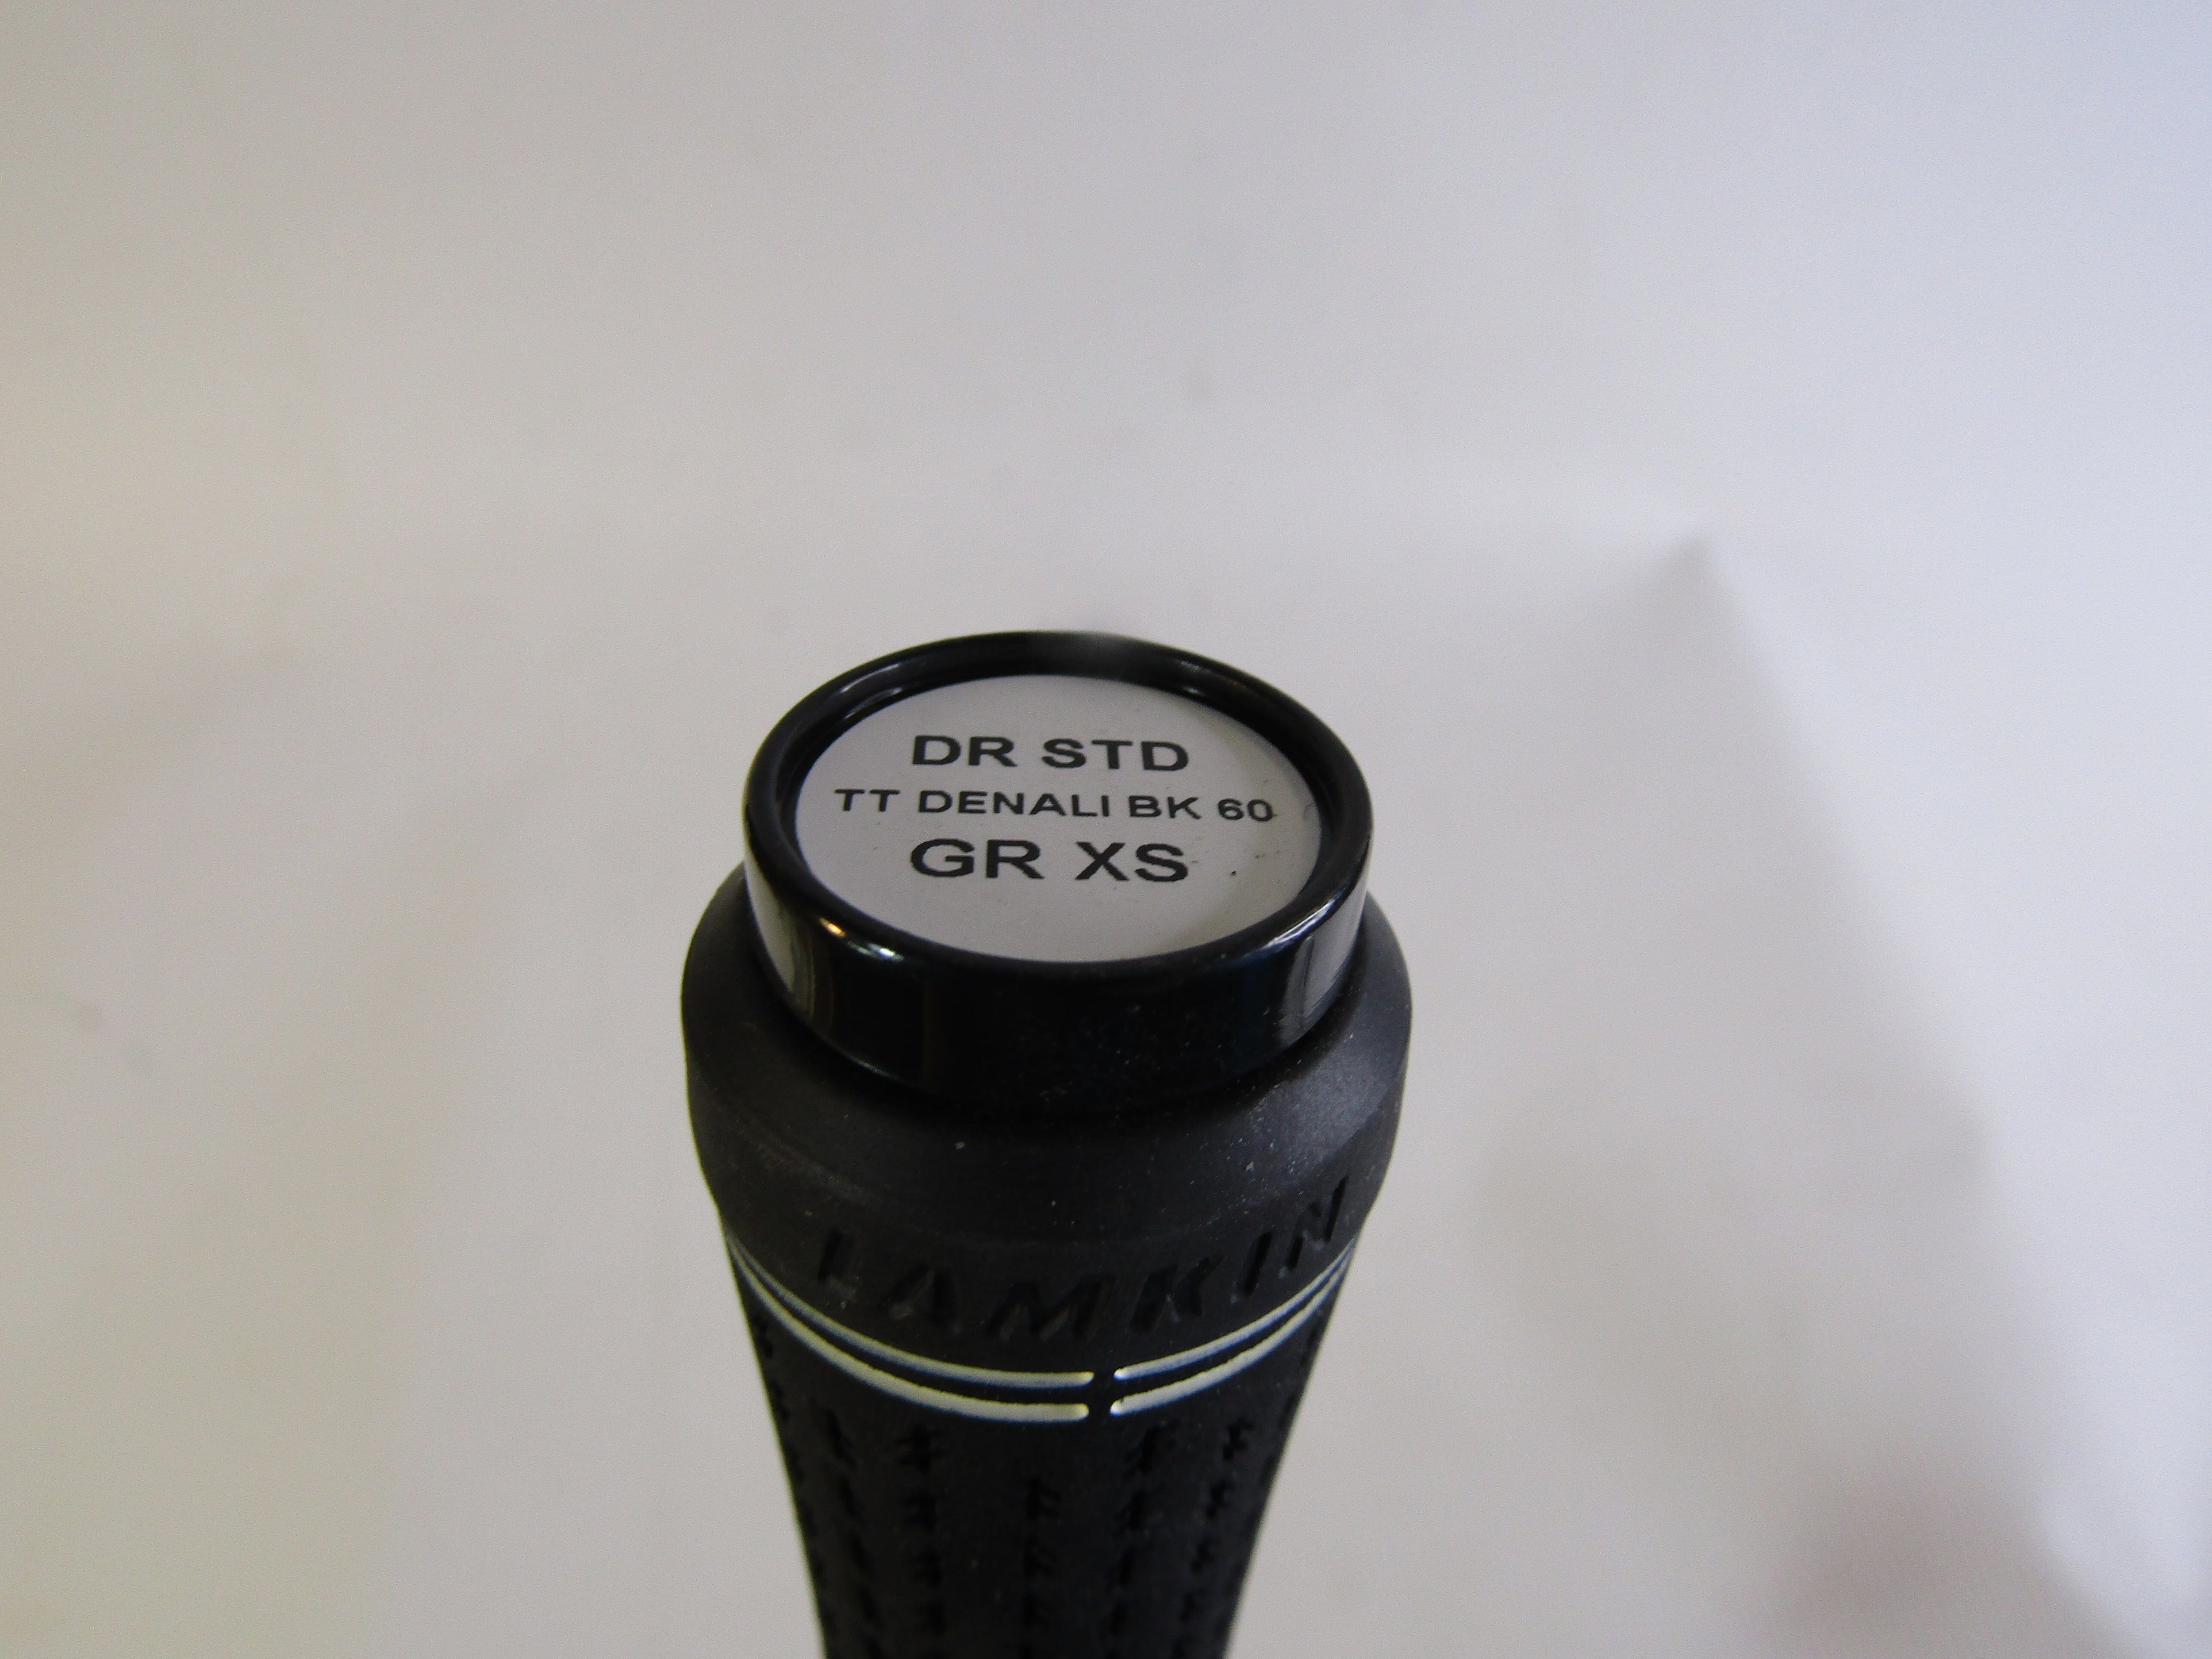 DR STD
TT DENALI BK 60
GR XS
LAMKIN